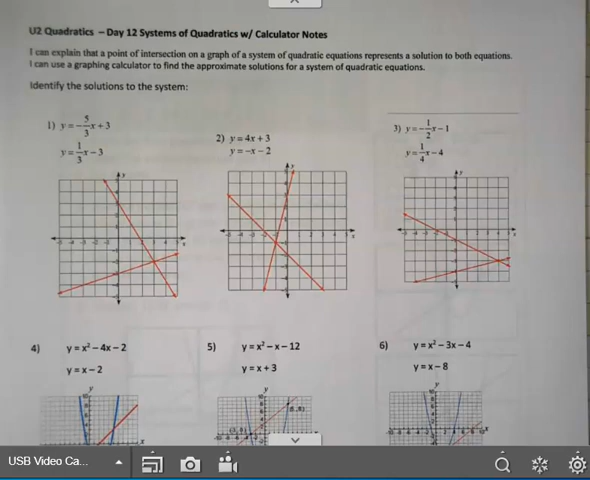 U2 Quadratics – Day 12 Systems of Quadratics w/ Calculator Notes
I can explain that a point of intersection on a graph of a system of quadratic equations represents a solution to both equations.
I can use a graphing calculator to find the approximate solutions for a system of quadratic equations.
Identify the solutions to the system:
1) y = -5/3x + 3
y = 1/3x - 3
2) y = 4x + 3
y = -x - 2
3) y = -1/2x - 1
y = 1/4x - 4
4) y = x² - 4x - 2
y = x - 2
5) y = x² - x - 12
y = x + 3
6) y = x² - 3x - 4
y = x - 8
USB Video Ca...